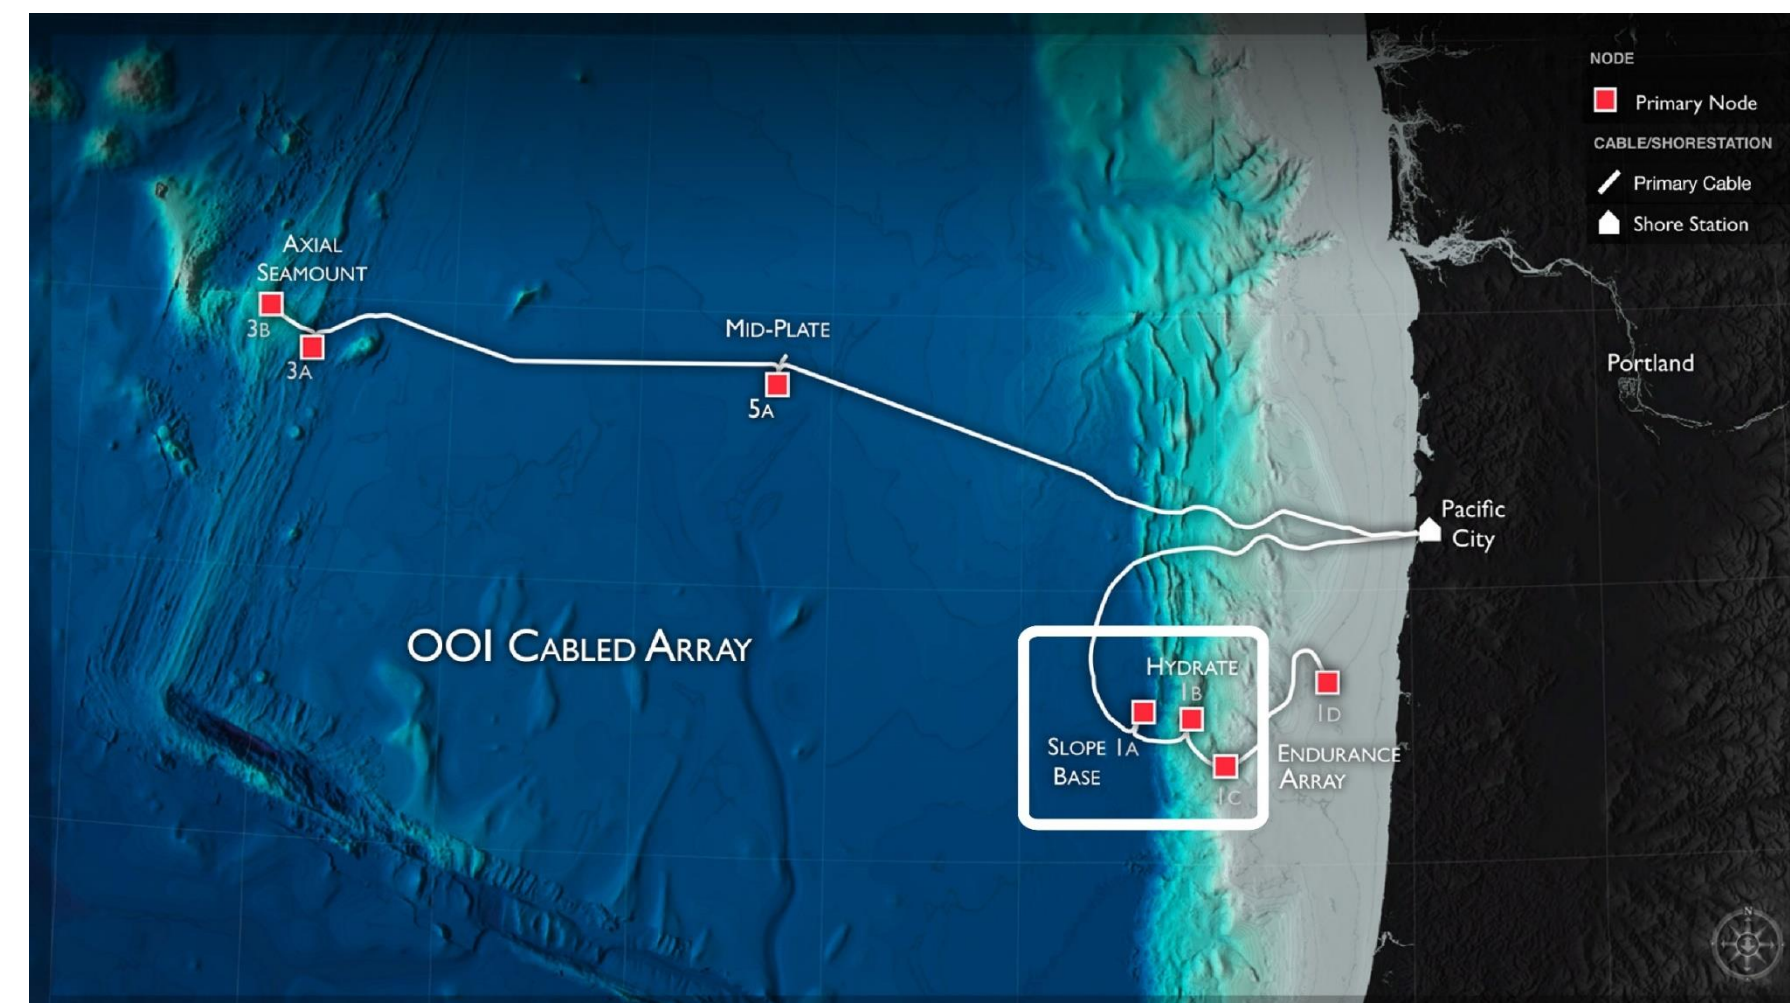 NODE
Primary Node
CABLE/SHORESTATION
Primary Cable
Shore Station
AXIAL
SEAMOUNT
3B
3A
MID-PLATE
5A
Portland
Pacific
City
OOI CABLED ARRAY
HYDRATE
1B
1D
SLOPE 1A
BASE
ENDURANCE
ARRAY
1C
N